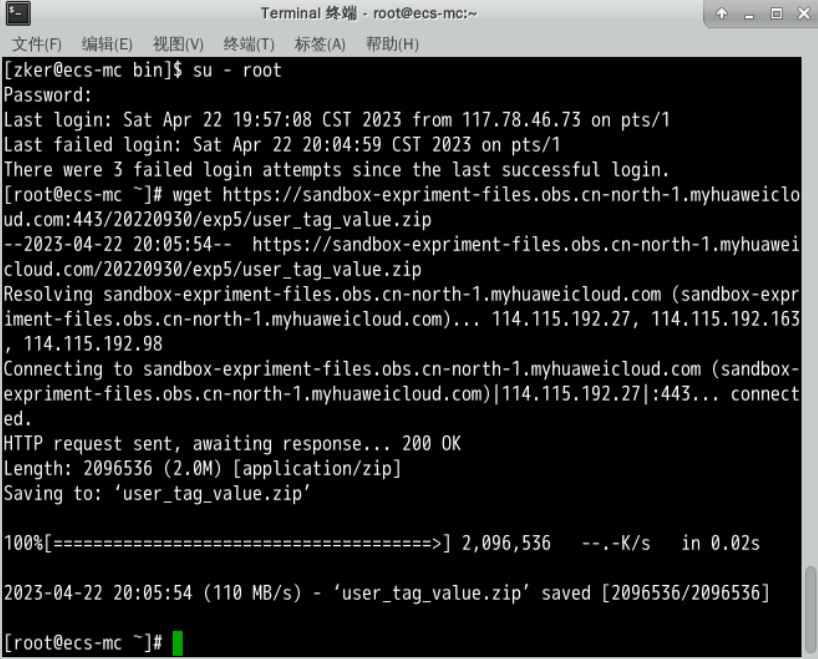 Terminal 终端 - root@ecs-mc:~
文件(F) 编辑(E) 视图(V) 终端(T) 标签(A) 帮助(H)
[zker@ecs-mc bin]$ su - root
Password:
Last login: Sat Apr 22 19:57:08 CST 2023 from 117.78.46.73 on pts/1
Last failed login: Sat Apr 22 20:04:59 CST 2023 on pts/1
There were 3 failed login attempts since the last successful login.
[root@ecs-mc ~]# wget https://sandbox-expriment-files.obs.cn-north-1.myhuaweiclo
ud.com:443/20220930/exp5/user_tag_value.zip
--2023-04-22 20:05:54--  https://sandbox-expriment-files.obs.cn-north-1.myhuawei
cloud.com/20220930/exp5/user_tag_value.zip
Resolving sandbox-expriment-files.obs.cn-north-1.myhuaweicloud.com (sandbox-expr
iment-files.obs.cn-north-1.myhuaweicloud.com)... 114.115.192.27, 114.115.192.163
, 114.115.192.98
Connecting to sandbox-expriment-files.obs.cn-north-1.myhuaweicloud.com (sandbox-
expriment-files.obs.cn-north-1.myhuaweicloud.com)|114.115.192.27|:443... connect
ed.
HTTP request sent, awaiting response... 200 OK
Length: 2096536 (2.0M) [application/zip]
Saving to: ‘user_tag_value.zip’
100%[======================================>] 2,096,536   --.-K/s   in 0.02s
2023-04-22 20:05:54 (110 MB/s) - ‘user_tag_value.zip’ saved [2096536/2096536]
[root@ecs-mc ~]#